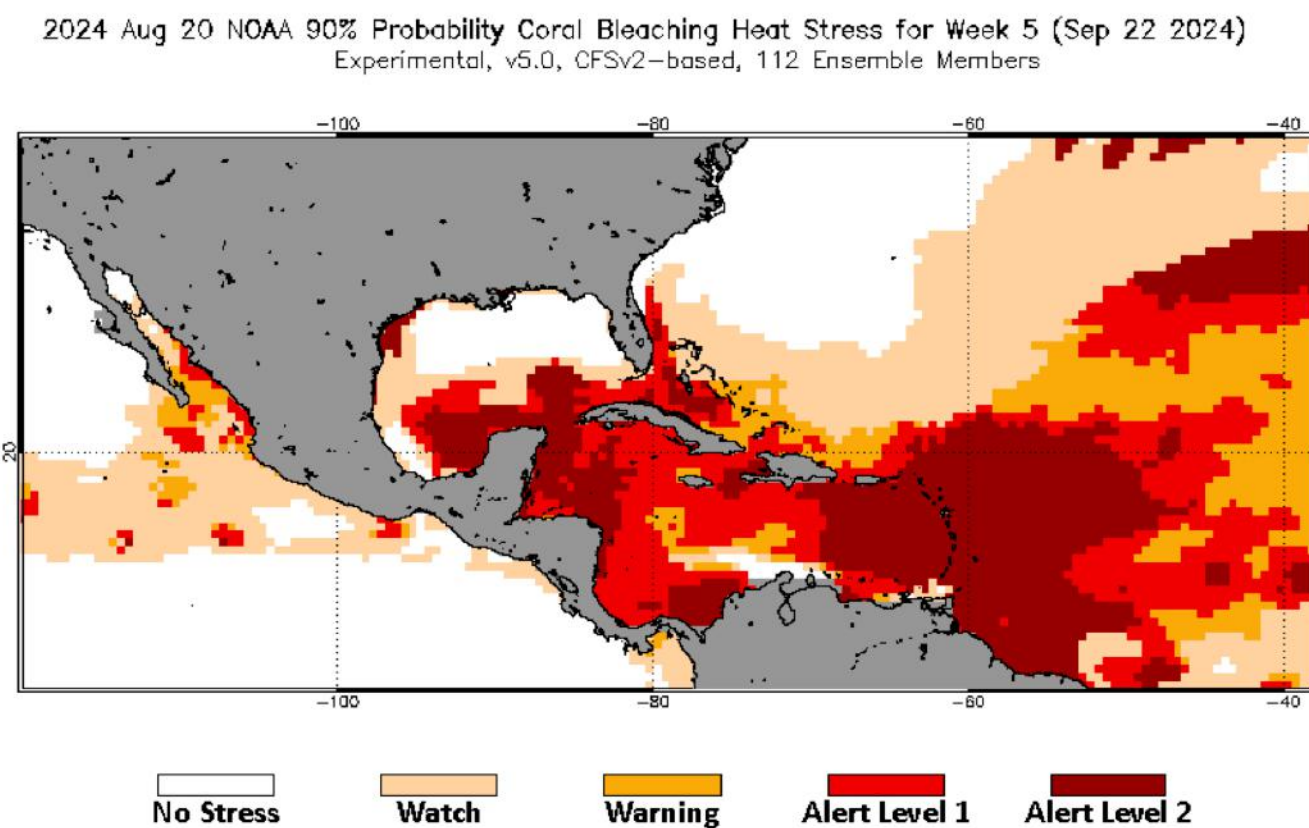 2024 Aug 20 NOAA 90% Probability Coral Bleaching Heat Stress for Week 5 (Sep 22 2024)
Experimental, v5.0, CFSv2-based, 112 Ensemble Members
-100 -80 -60 -40
20
-100 -80 -60 -40
No Stress Watch Warning Alert Level 1 Alert Level 2